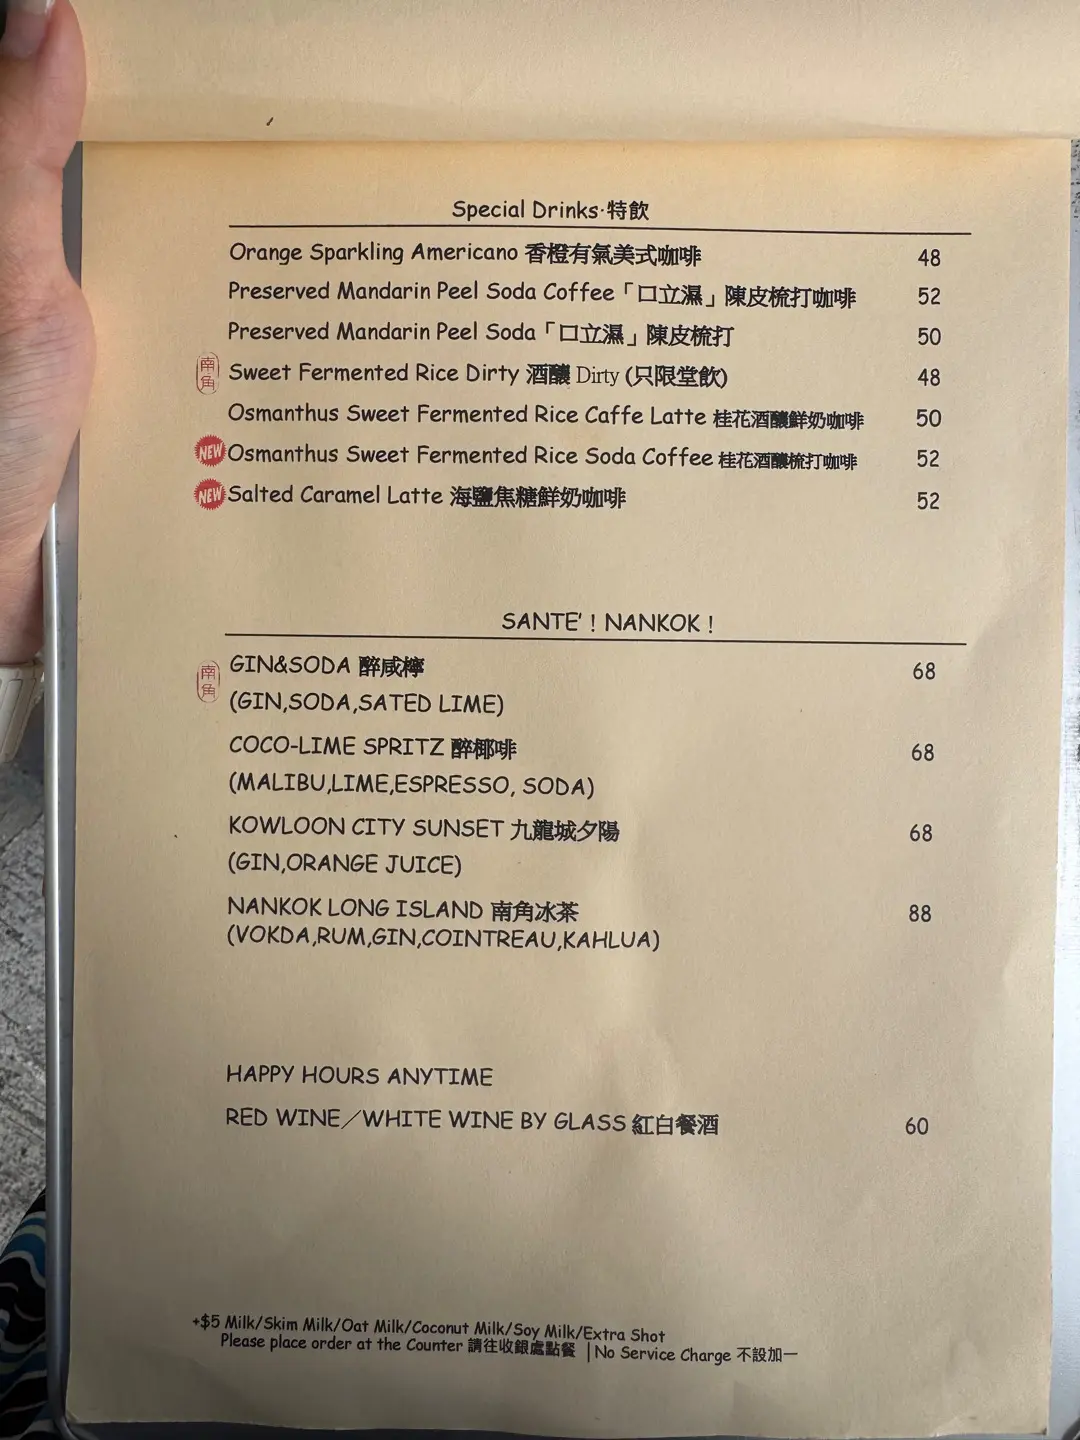 Special Drinks·特飲
Orange Sparkling Americano 香橙有氣美式咖啡 48
Preserved Mandarin Peel Soda Coffee「口立濕」陳皮梳打咖啡 52
Preserved Mandarin Peel Soda「口立濕」陳皮梳打 50
南角 Sweet Fermented Rice Dirty 酒釀 Dirty (只限堂飲) 48
Osmanthus Sweet Fermented Rice Caffe Latte 桂花酒釀鮮奶咖啡 50
NEW Osmanthus Sweet Fermented Rice Soda Coffee 桂花酒釀梳打咖啡 52
NEW Salted Caramel Latte 海鹽焦糖鮮奶咖啡 52
SANTE'！NANKOK！
南角 GIN&SODA 醉咸檸 68
(GIN,SODA,SATED LIME)
COCO-LIME SPRITZ 醉椰啡 68
(MALIBU,LIME,ESPRESSO, SODA)
KOWLOON CITY SUNSET 九龍城夕陽 68
(GIN,ORANGE JUICE)
NANKOK LONG ISLAND 南角冰茶 88
(VOKDA,RUM,GIN,COINTREAU,KAHLUA)
HAPPY HOURS ANYTIME
RED WINE／WHITE WINE BY GLASS 紅白餐酒 60
+$5 Milk/Skim Milk/Oat Milk/Coconut Milk/Soy Milk/Extra Shot
Please place order at the Counter 請往收銀處點餐 | No Service Charge 不設加一